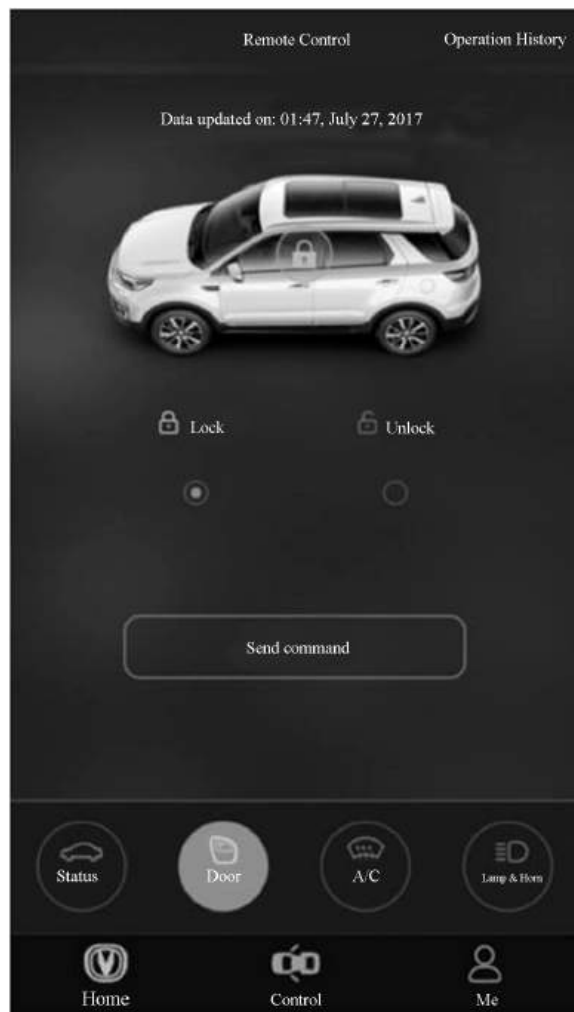 Remote Control
Operation History
Data updated on: 01:47, July 27, 2017
Lock
Unlock
Send command
Status
Door
A/C
Lamp & Horn
Home
Control
Me